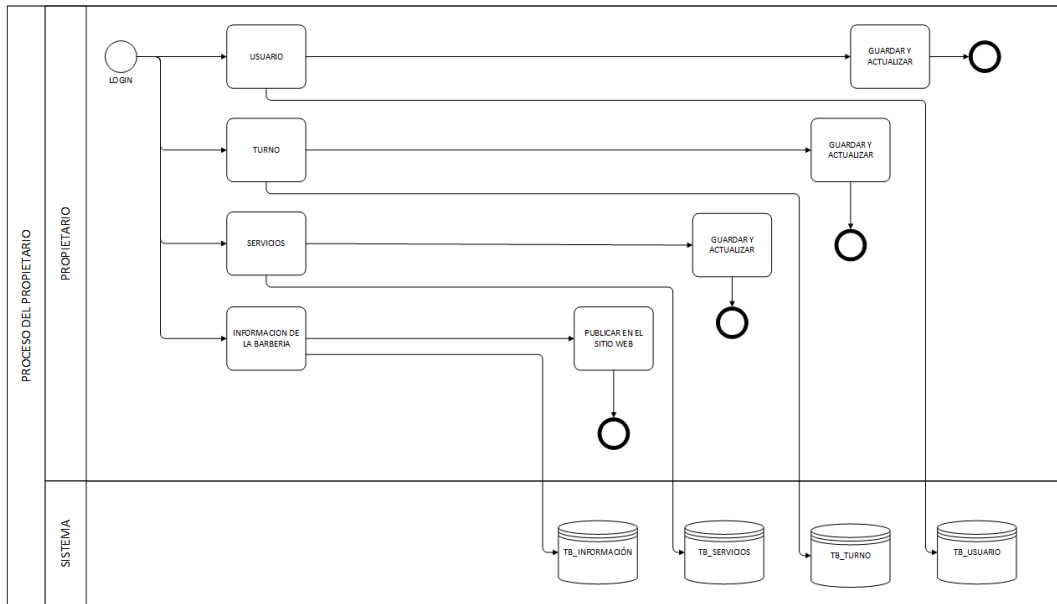 PROCESO DEL PROPIETARIO
PROPIETARIO
LOGIN
USUARIO
GUARDAR Y
ACTUALIZAR
TURNO
GUARDAR Y
ACTUALIZAR
SERVICIOS
GUARDAR Y
ACTUALIZAR
INFORMACION DE
LA BARBERIA
PUBLICAR EN EL
SITIO WEB
SISTEMA
TB_INFORMACIÓN
TB_SERVICIOS
TB_TURNO
TB_USUARIO